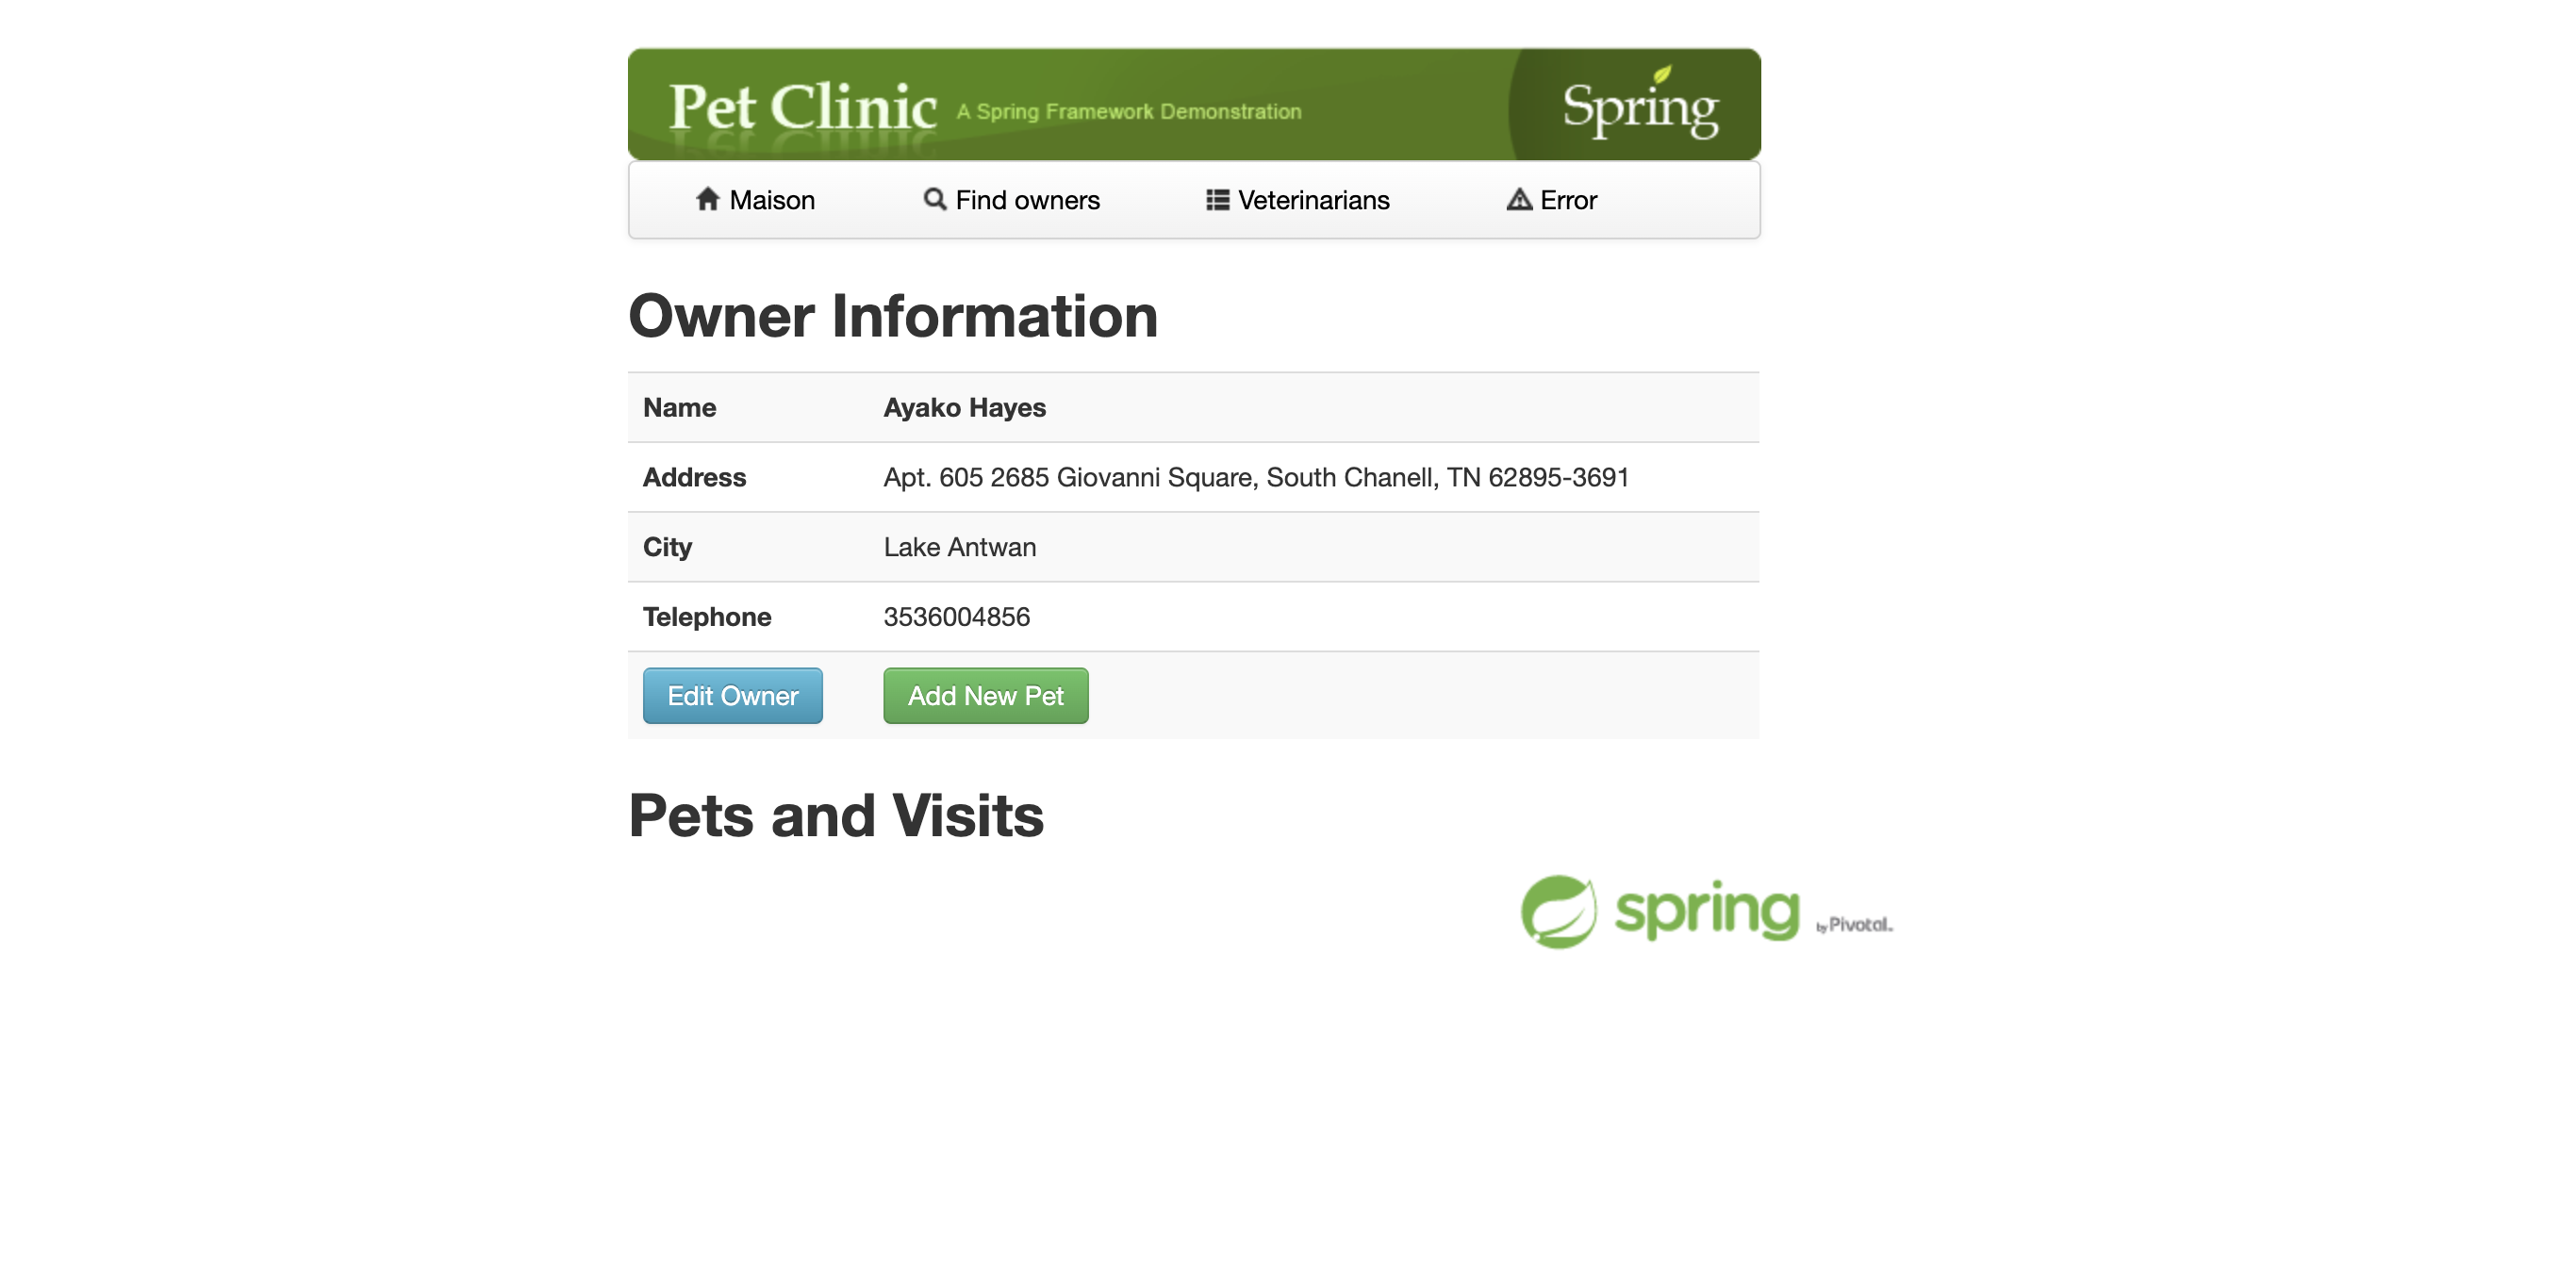 Pet Clinic A Spring Framework Demonstration Spring
Maison Find owners Veterinarians Error
Owner Information
Name Ayako Hayes
Address Apt. 605 2685 Giovanni Square, South Chanell, TN 62895-3691
City Lake Antwan
Telephone 3536004856
Edit Owner Add New Pet
Pets and Visits
spring by Pivotal